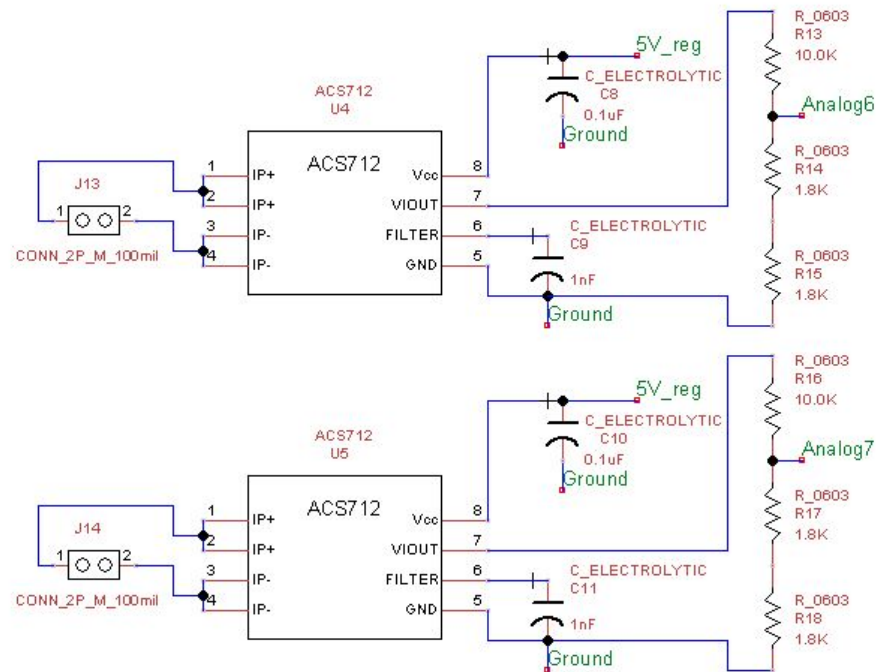 R_0603
R13
10.0K
5V_reg
C_ELECTROLYTIC
C8
0.1uF
Ground
Analog6
ACS712
U4
ACS712
R_0603
R14
1.8K
J13
1 2
CONN_2P_M_100mil
1 IP+
2 IP+
3 IP-
4 IP-
Vcc 8
VIOUT 7
FILTER 6
GND 5
C_ELECTROLYTIC
C9
1nF
Ground
R_0603
R15
1.8K
R_0603
R16
10.0K
5V_reg
C_ELECTROLYTIC
C10
0.1uF
Ground
Analog7
ACS712
U5
ACS712
R_0603
R17
1.8K
J14
1 2
CONN_2P_M_100mil
1 IP+
2 IP+
3 IP-
4 IP-
Vcc 8
VIOUT 7
FILTER 6
GND 5
C_ELECTROLYTIC
C11
1nF
Ground
R_0603
R18
1.8K